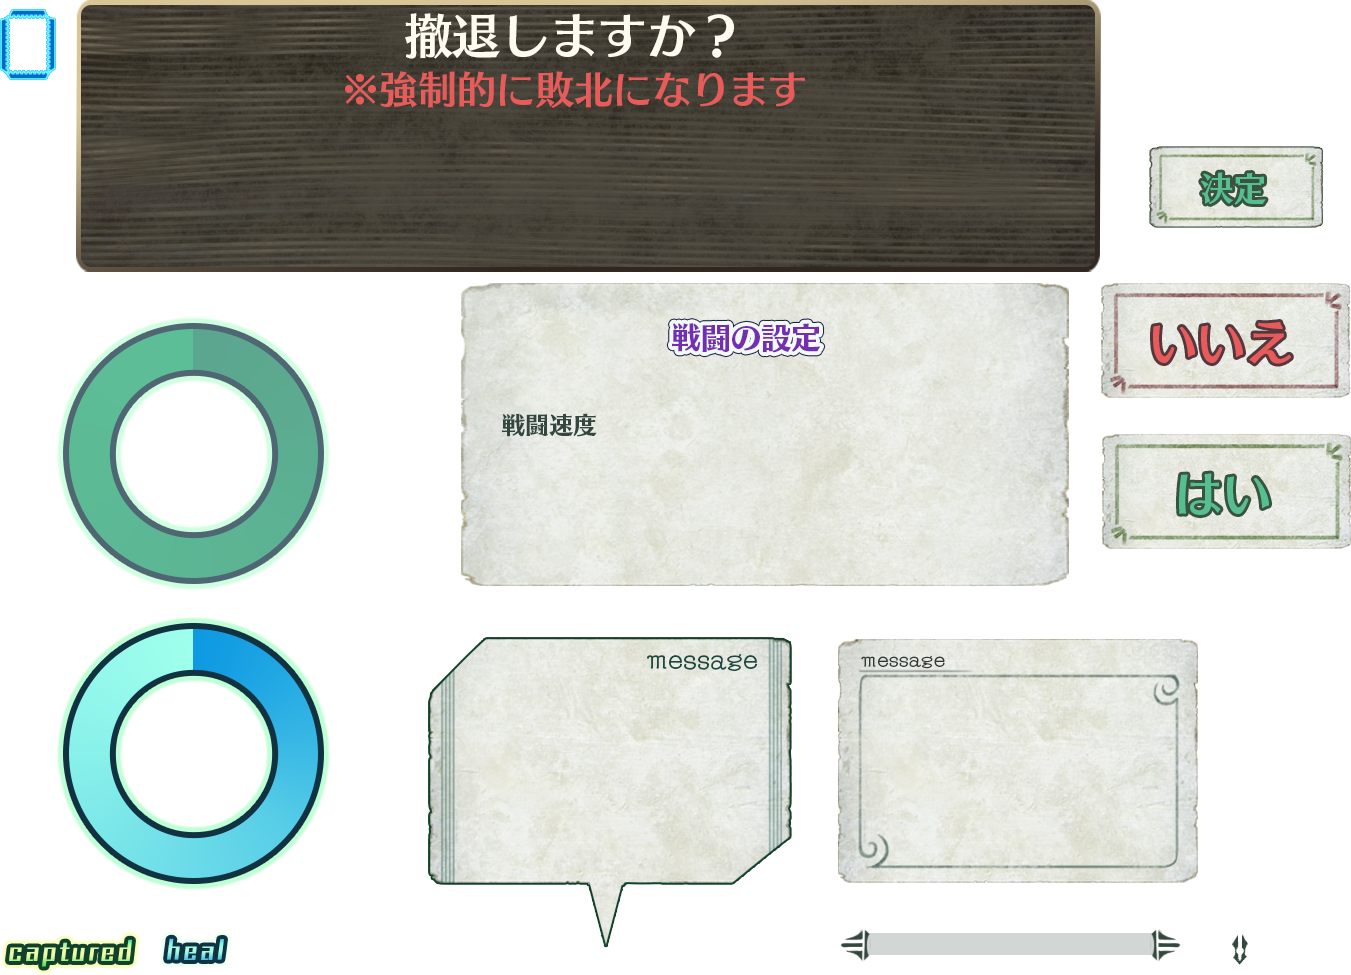 撤退しますか？
※強制的に敗北になります
決定
戦闘の設定
いいえ
戦闘速度
はい
message
message
captured
heal